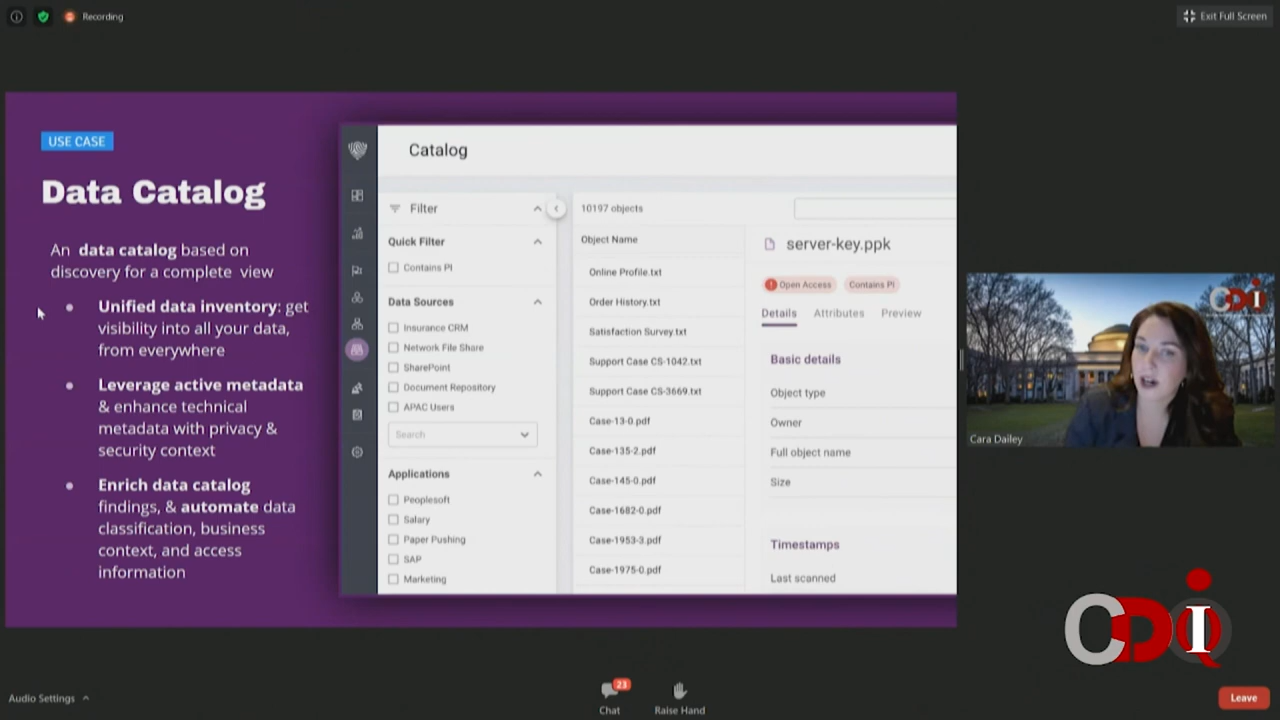 Recording
Exit Full Screen
USE CASE
Data Catalog
An data catalog based on
discovery for a complete view
Unified data inventory: get
visibility into all your data,
from everywhere
Leverage active metadata
& enhance technical
metadata with privacy &
security context
Enrich data catalog
findings, & automate data
classification, business
context, and access
information
Catalog
Filter
Quick Filter
Contains PI
Data Sources
Insurance CRM
Network File Share
SharePoint
Document Repository
APAC Users
Search
Applications
Peoplesoft
Salary
Paper Pushing
SAP
Marketing
10197 objects
Object Name
Online Profile.txt
Order History.txt
Satisfaction Survey.txt
Support Case CS-1042.txt
Support Case CS-3669.txt
Case-13-0.pdf
Case-135-2.pdf
Case-145-0.pdf
Case-1682-0.pdf
Case-1953-3.pdf
Case-1975-0.pdf
server-key.ppk
Open Access Contains PI
Details Attributes Preview
Basic details
Object type
Owner
Full object name
Size
Timestamps
Last scanned
CDOI
Cara Dailey
CDOIQ
Audio Settings
23
Chat
Raise Hand
Leave